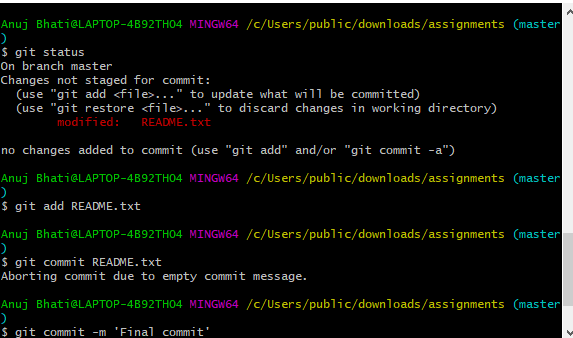 Anuj Bhati@LAPTOP-4B92TH04 MINGW64 /c/Users/public/downloads/assignments (master
)
$ git status
On branch master
Changes not staged for commit:
  (use "git add <file>..." to update what will be committed)
  (use "git restore <file>..." to discard changes in working directory)
        modified:   README.txt

no changes added to commit (use "git add" and/or "git commit -a")

Anuj Bhati@LAPTOP-4B92TH04 MINGW64 /c/Users/public/downloads/assignments (master
)
$ git add README.txt

Anuj Bhati@LAPTOP-4B92TH04 MINGW64 /c/Users/public/downloads/assignments (master
)
$ git commit README.txt
Aborting commit due to empty commit message.

Anuj Bhati@LAPTOP-4B92TH04 MINGW64 /c/Users/public/downloads/assignments (master
)
$ git commit -m 'Final commit'